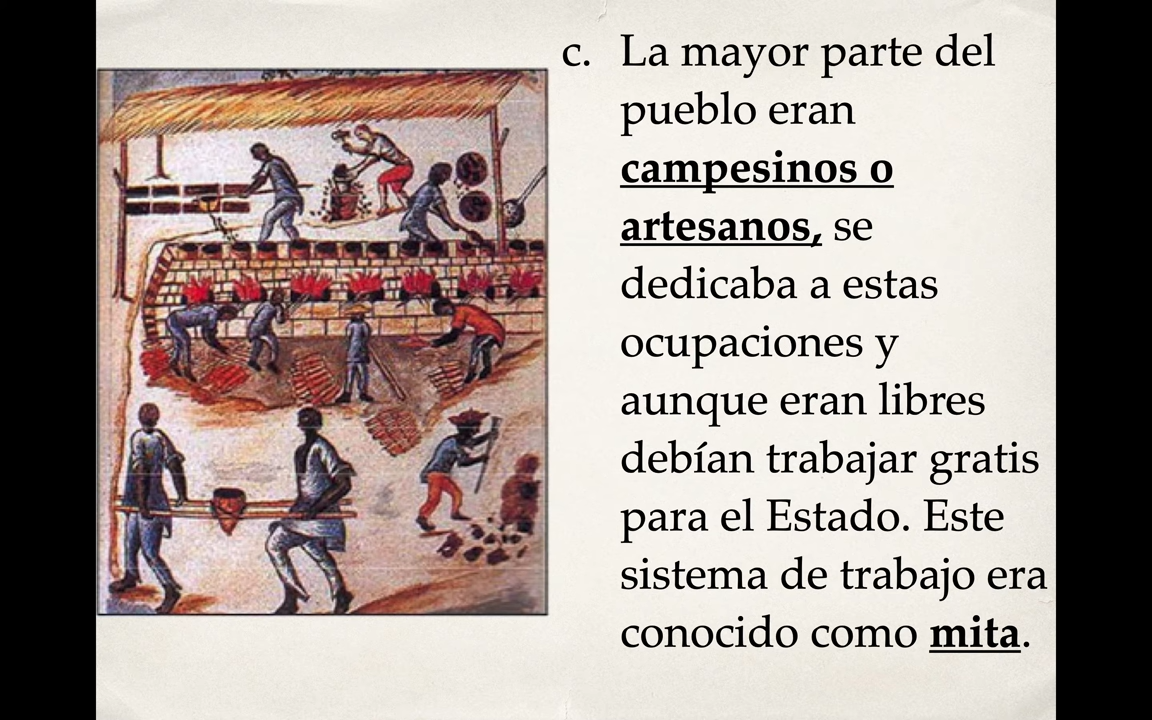 c. La mayor parte del
pueblo eran
campesinos o
artesanos, se
dedicaba a estas
ocupaciones y
aunque eran libres
debían trabajar gratis
para el Estado. Este
sistema de trabajo era
conocido como mita.